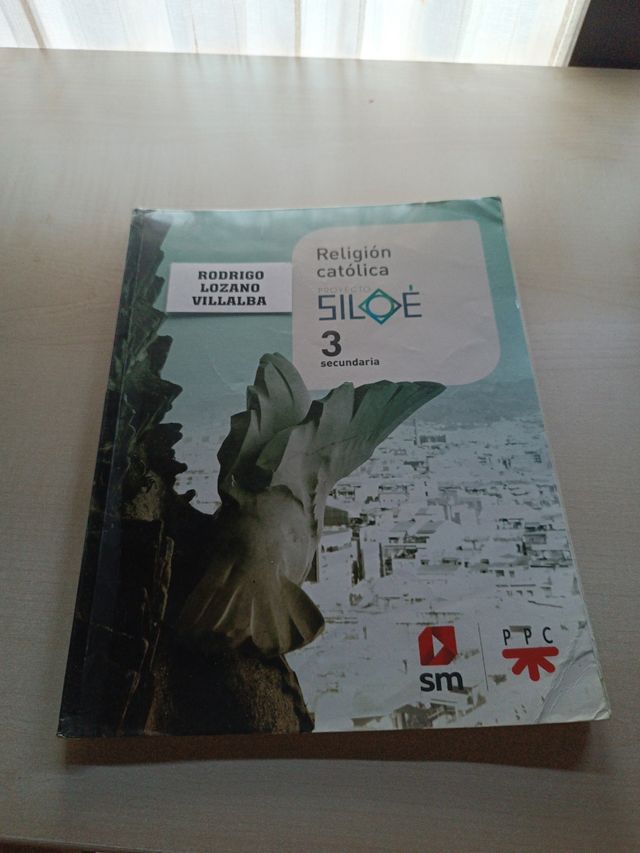 RODRIGO
LOZANO
VILLALBA
Religión
católica
PROYECTO
SILOÉ
3
secundaria
sm
PPC